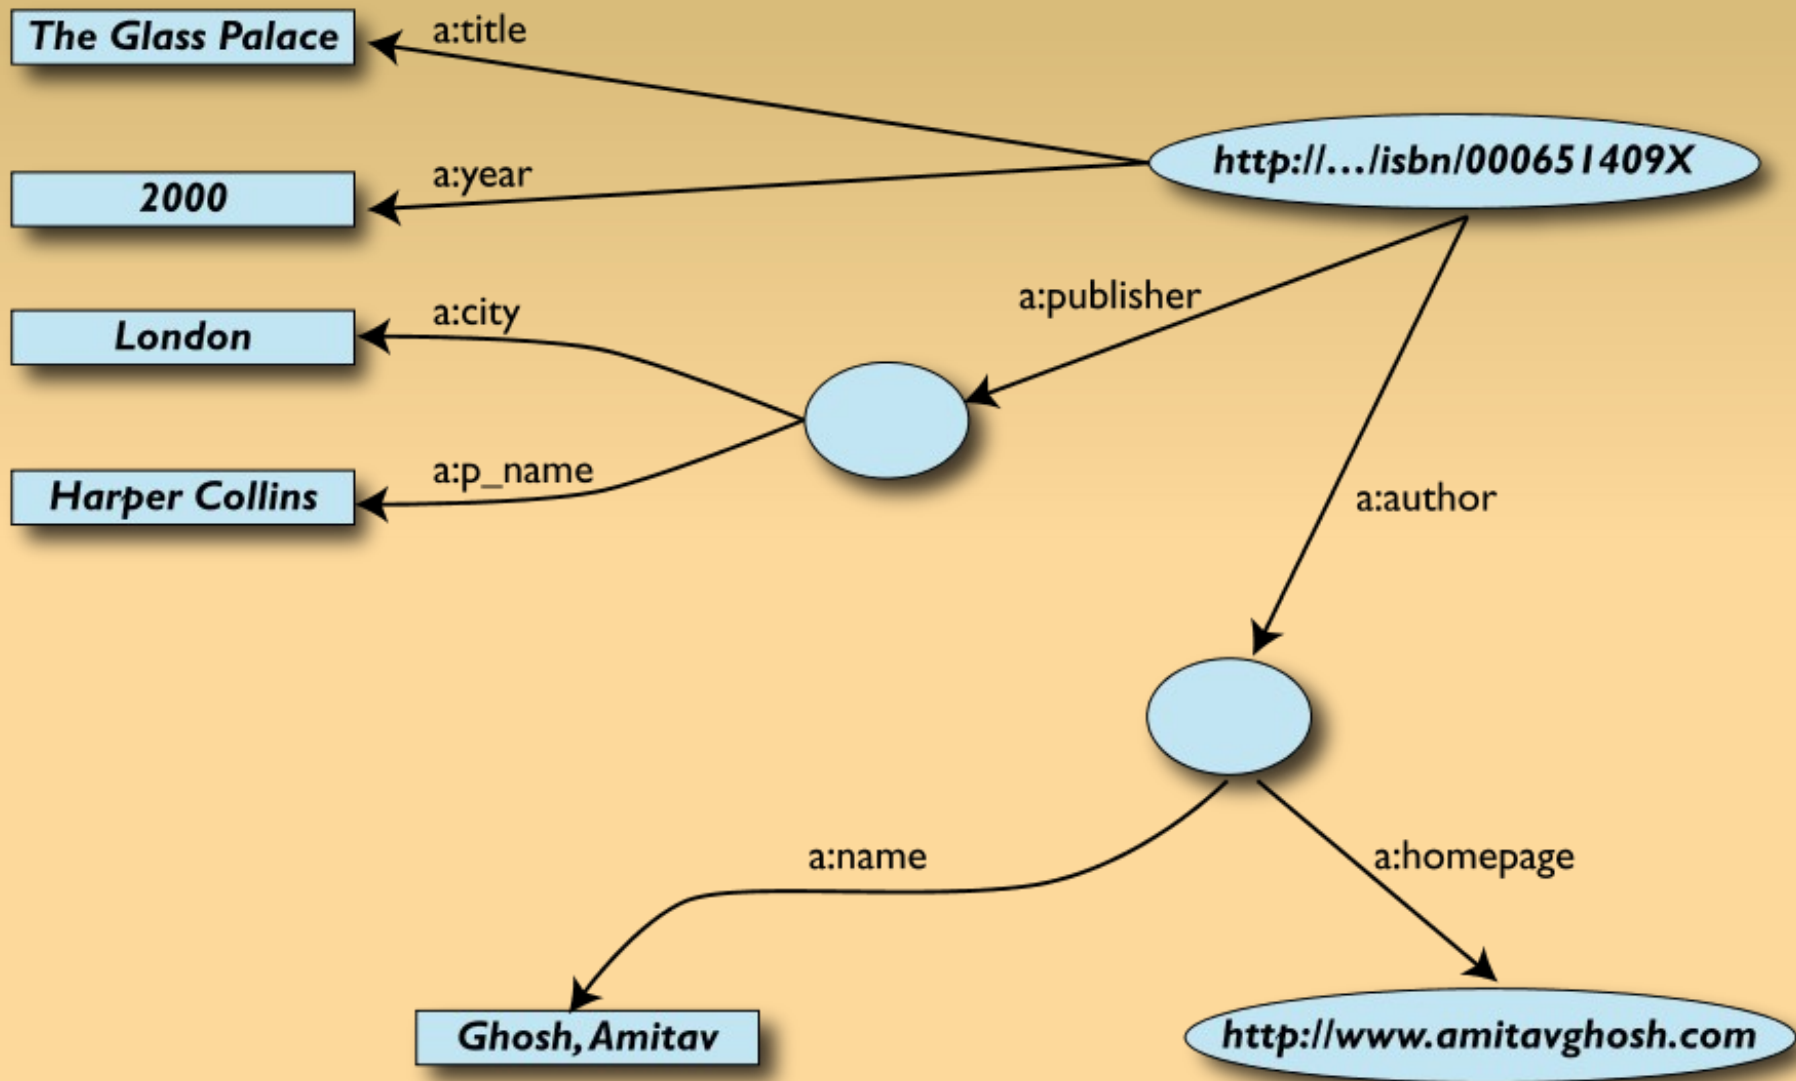 The Glass Palace
a:title
http://.../isbn/000651409X
2000
a:year
London
a:city
a:publisher
Harper Collins
a:p_name
a:author
a:name
a:homepage
Ghosh, Amitav
http://www.amitavghosh.com